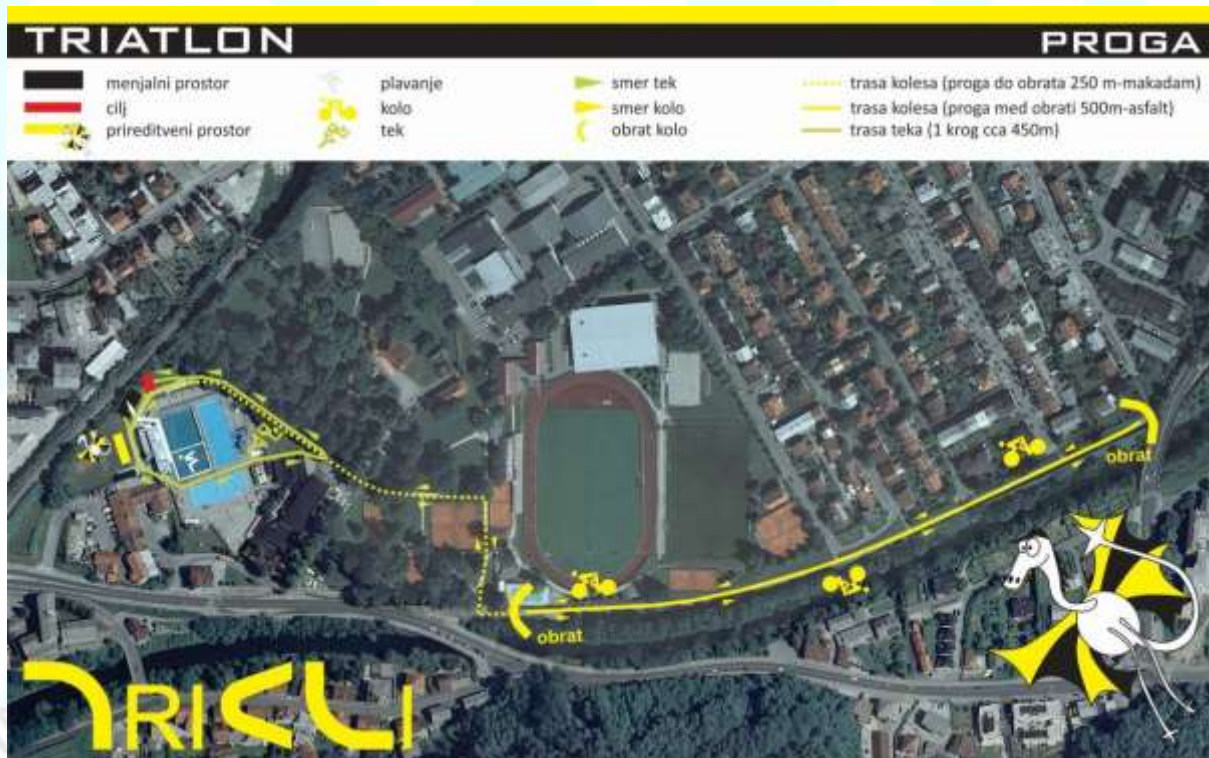 TRIATLON
PROGA
menjalni prostor
cilj
prireditveni prostor
plavanje
kolo
tek
smer tek
smer kolo
obrat kolo
trasa kolesa (proga do obrata 250 m-makadam)
trasa kolesa (proga med obrati 500m-asfalt)
trasa teka (1 krog cca 450m)
obrat
obrat
TRICLI